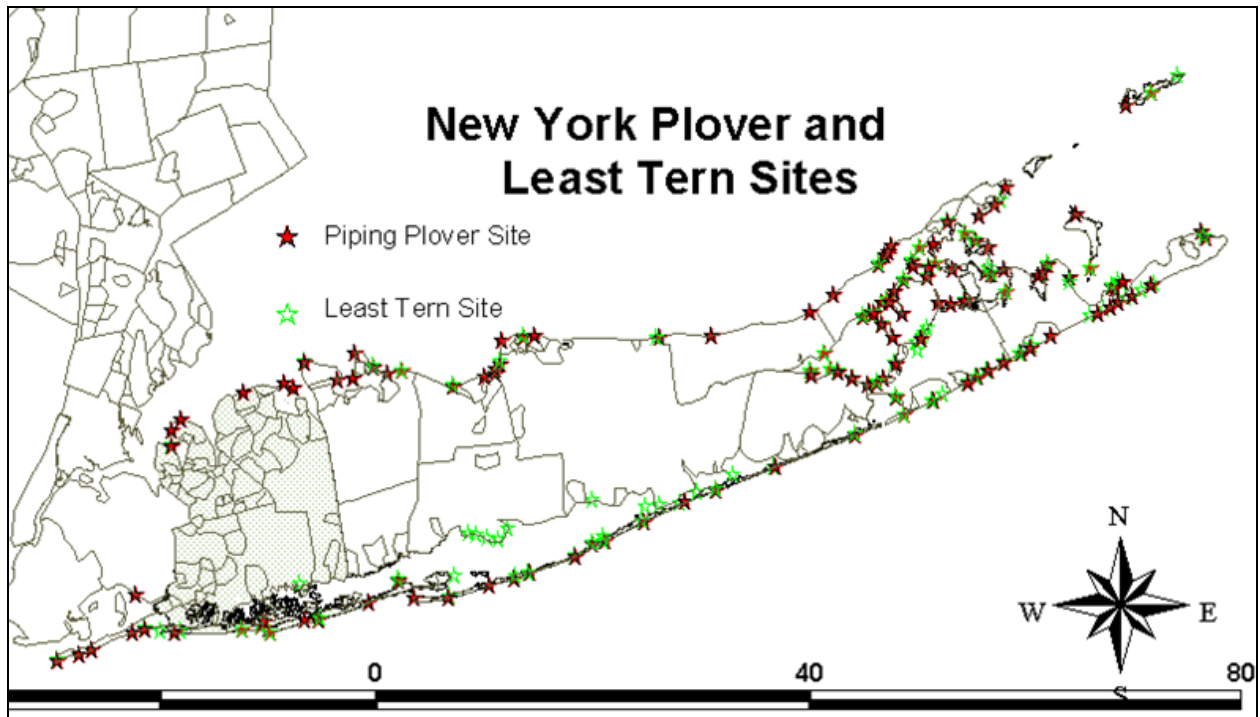 New York Plover and
Least Tern Sites
Piping Plover Site
Least Tern Site
N
W E
S
0 40 80